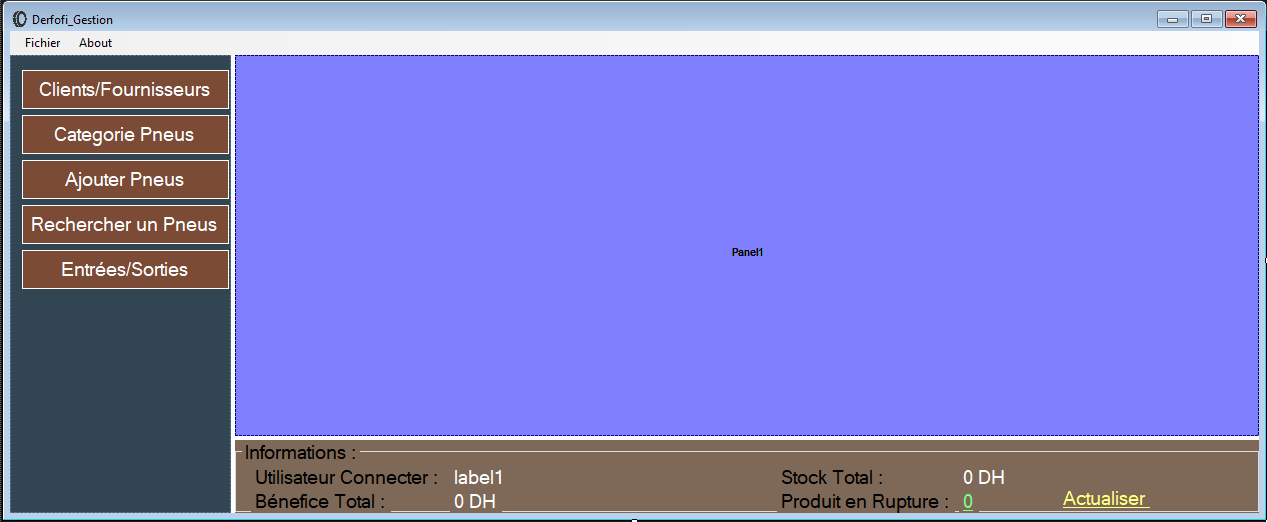 Derfofi_Gestion
Fichier About
Clients/Fournisseurs
Categorie Pneus
Ajouter Pneus
Rechercher un Pneus
Entrées/Sorties
Panel1
Informations :
Utilisateur Connecter : label1 Stock Total : 0 DH
Bénefice Total : 0 DH Produit en Rupture : 0 Actualiser